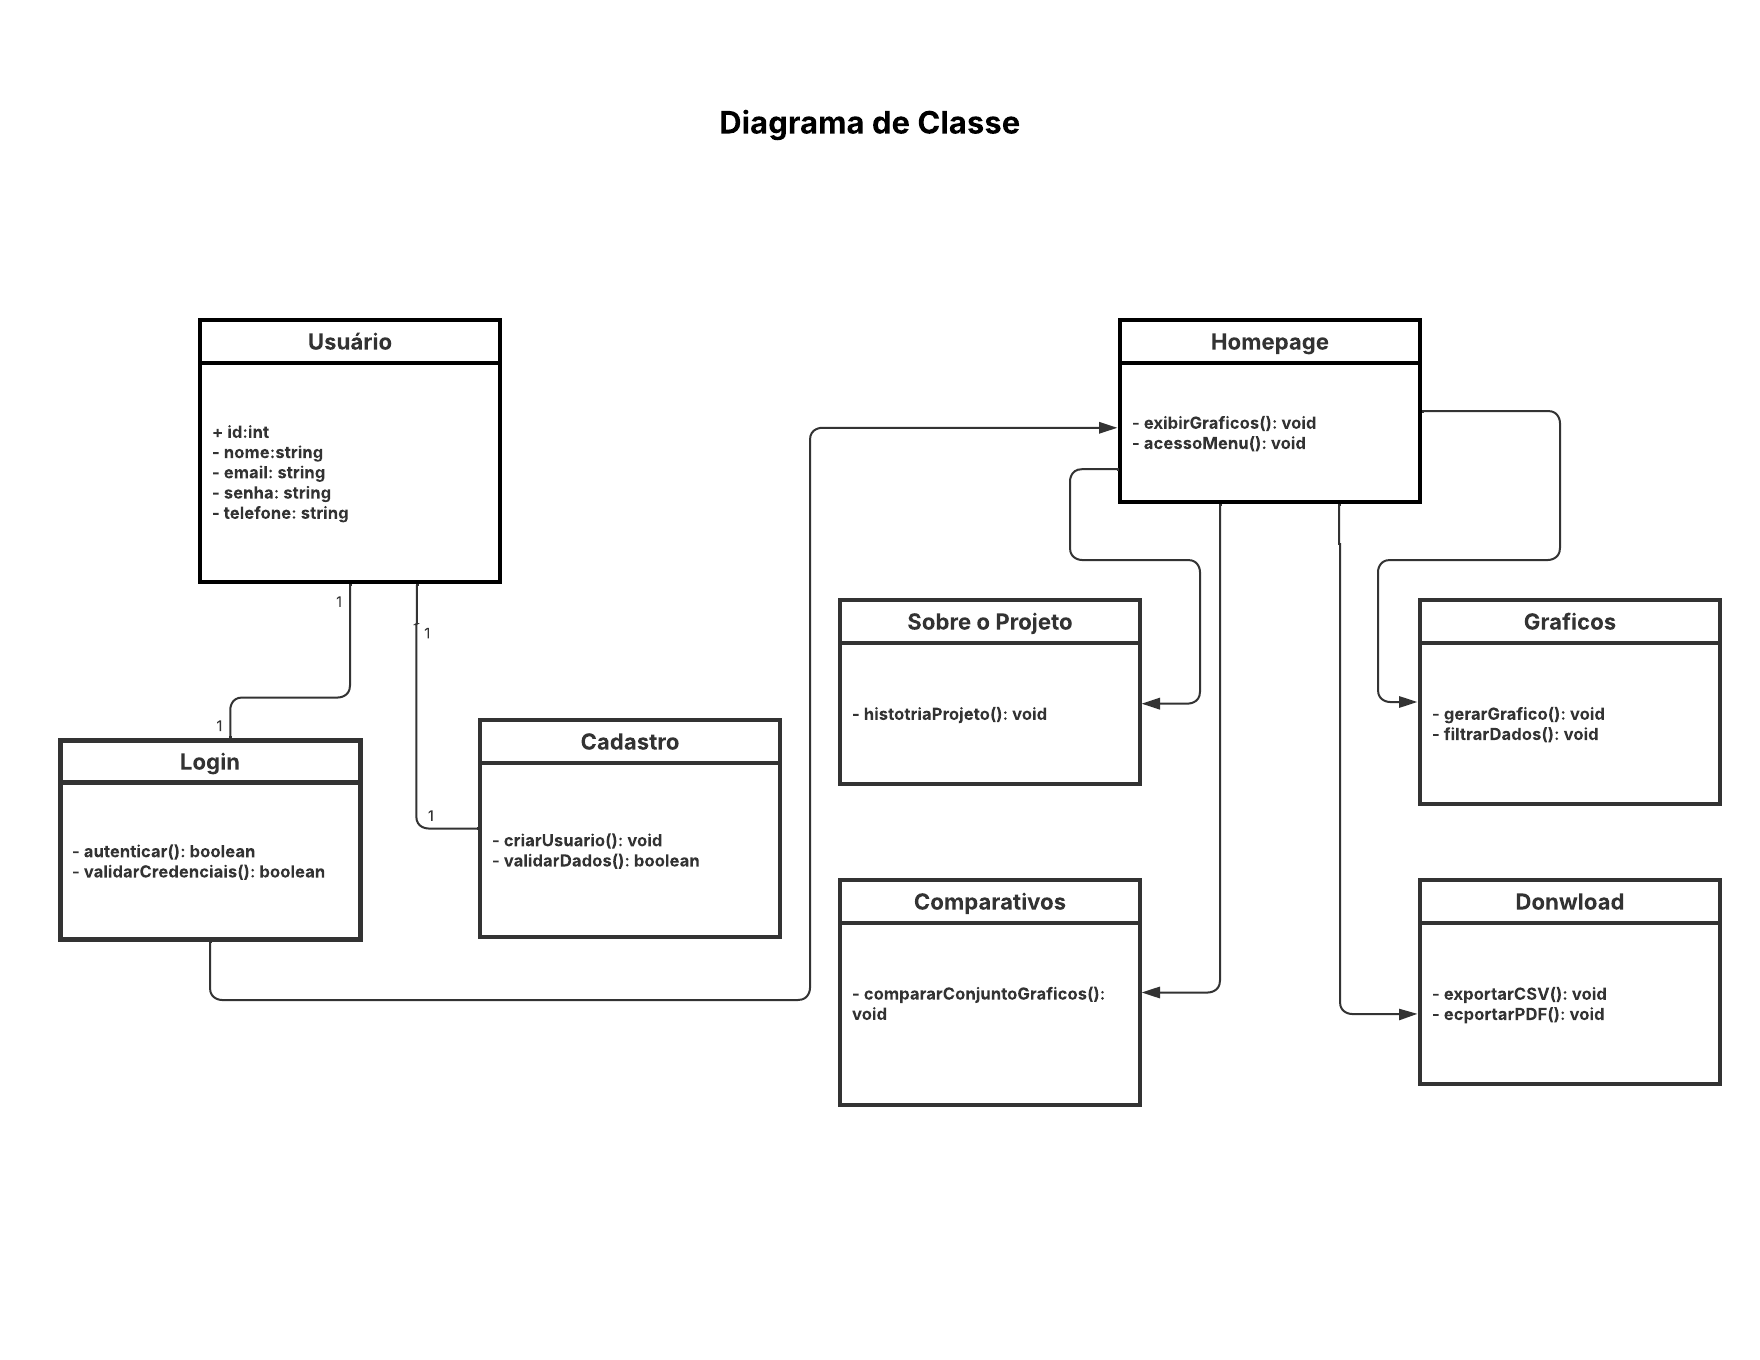 Diagrama de Classe
Usuário
+ id:int
- nome:string
- email: string
- senha: string
- telefone: string
1
1
1
1
Login
- autenticar(): boolean
- validarCredenciais(): boolean
Cadastro
- criarUsuario(): void
- validarDados(): boolean
Homepage
- exibirGraficos(): void
- acessoMenu(): void
Sobre o Projeto
- histotriaProjeto(): void
Graficos
- gerarGrafico(): void
- filtrarDados(): void
Comparativos
- compararConjuntoGraficos():
void
Donwload
- exportarCSV(): void
- ecportarPDF(): void